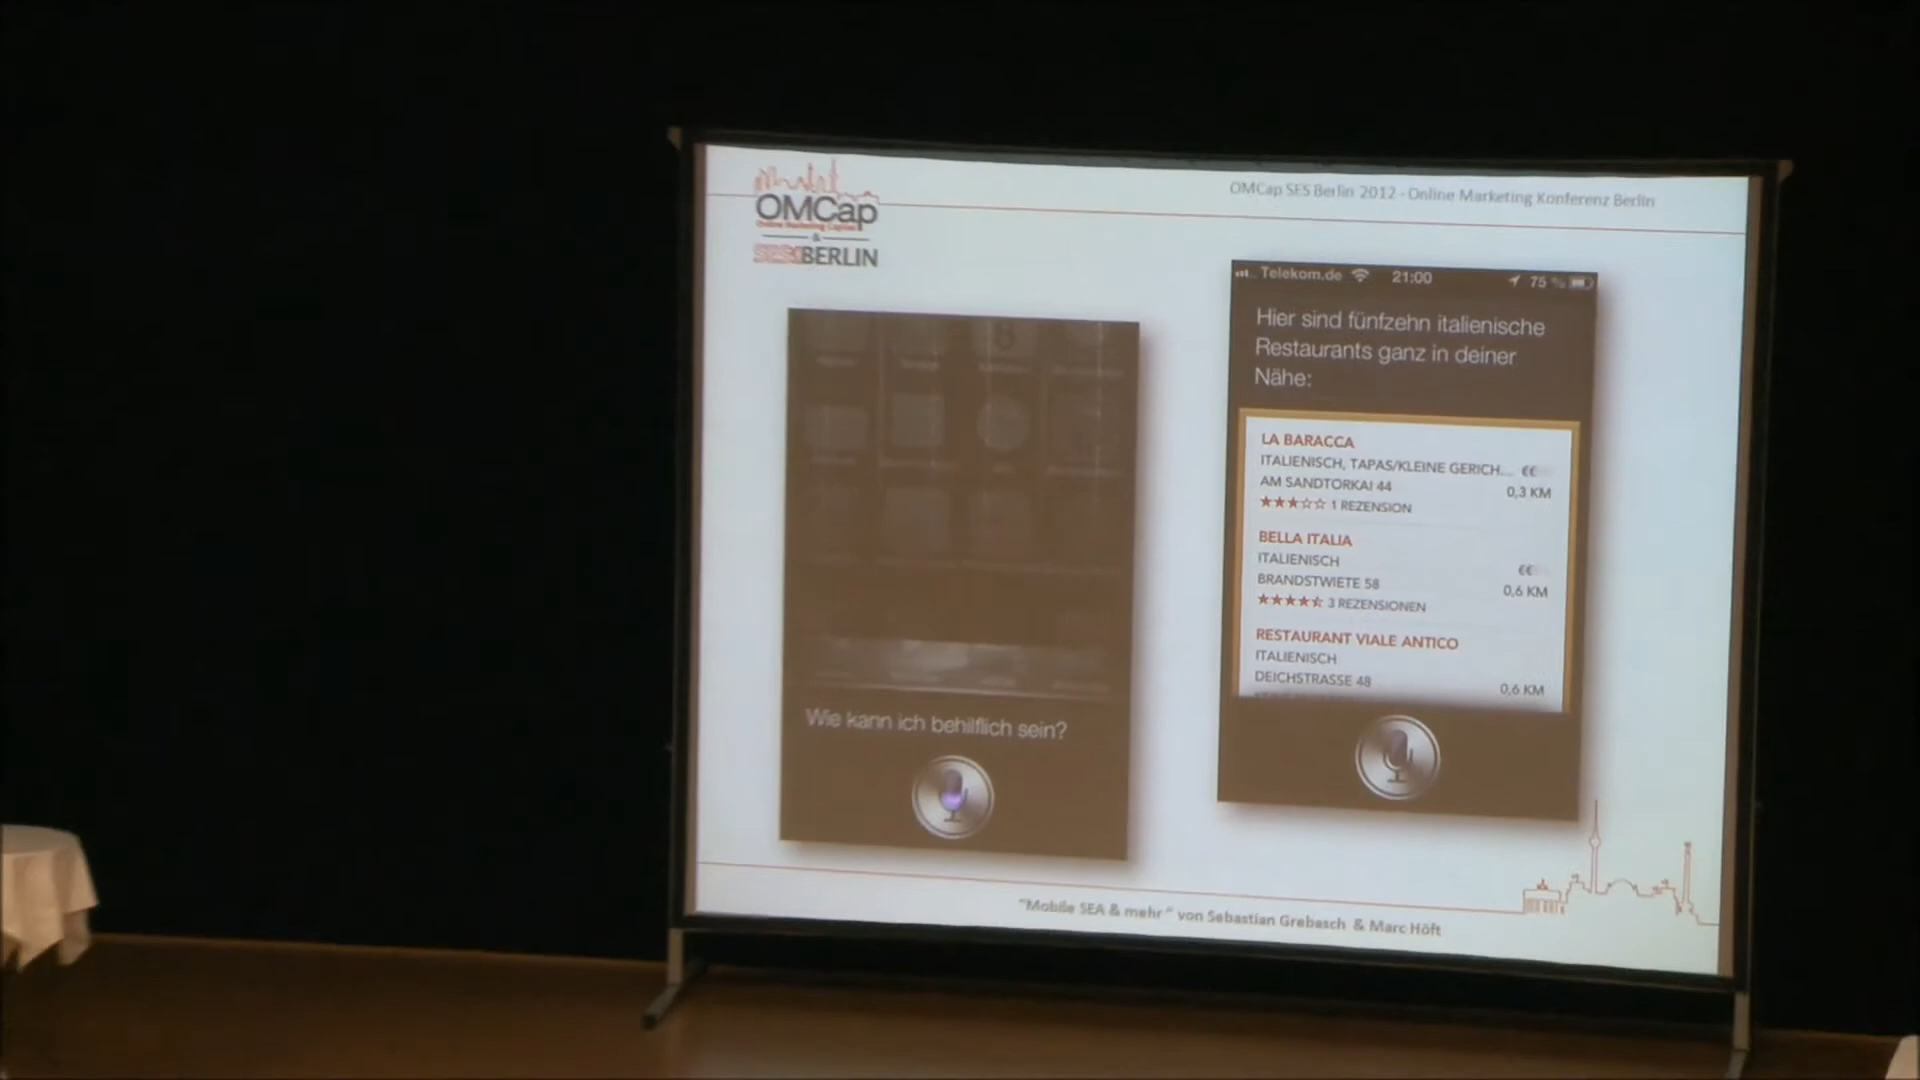 OMCap
Online Marketing Capital
&
SES BERLIN
OMCap SES Berlin 2012 - Online Marketing Konferenz Berlin
Wie kann ich behilflich sein?
Telekom.de 21:00 75 %
Hier sind fünfzehn italienische
Restaurants ganz in deiner
Nähe:
LA BARACCA
ITALIENISCH, TAPAS/KLEINE GERICH... €€
AM SANDTORKAI 44
0,3 KM
★★★☆☆ 1 REZENSION
BELLA ITALIA
ITALIENISCH
€€
BRANDSTWIETE 58
0,6 KM
3 REZENSIONEN
RESTAURANT VIALE ANTICO
ITALIENISCH
DEICHSTRASSE 48
0,6 KM
"Mobile SEA & mehr" von Sebastian Grebasch & Marc Höft